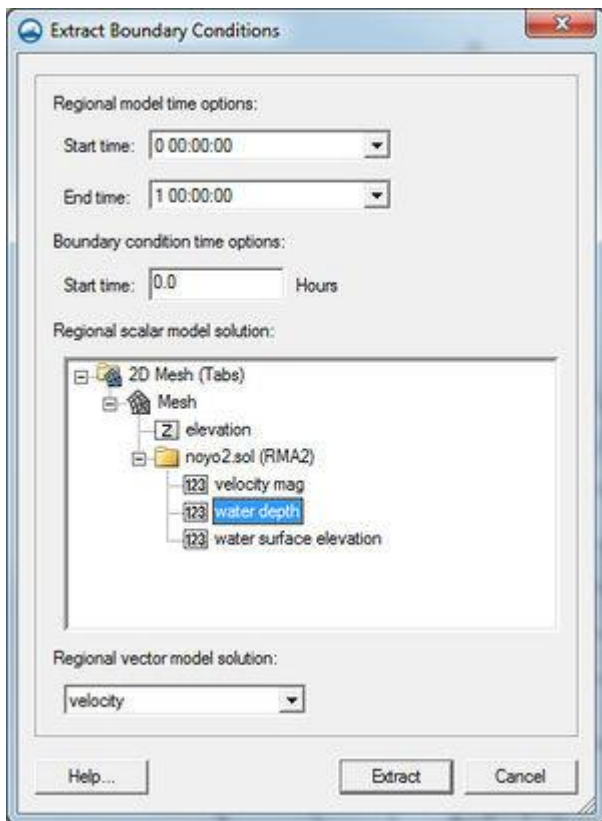 Extract Boundary Conditions
Regional model time options:
Start time: 0 00:00:00
End time: 1 00:00:00
Boundary condition time options:
Start time: 0.0 Hours
Regional scalar model solution:
2D Mesh (Tabs)
Mesh
Z elevation
noyo2.sol (RMA2)
123 velocity mag
123 water depth
123 water surface elevation
Regional vector model solution:
velocity
Help... Extract Cancel